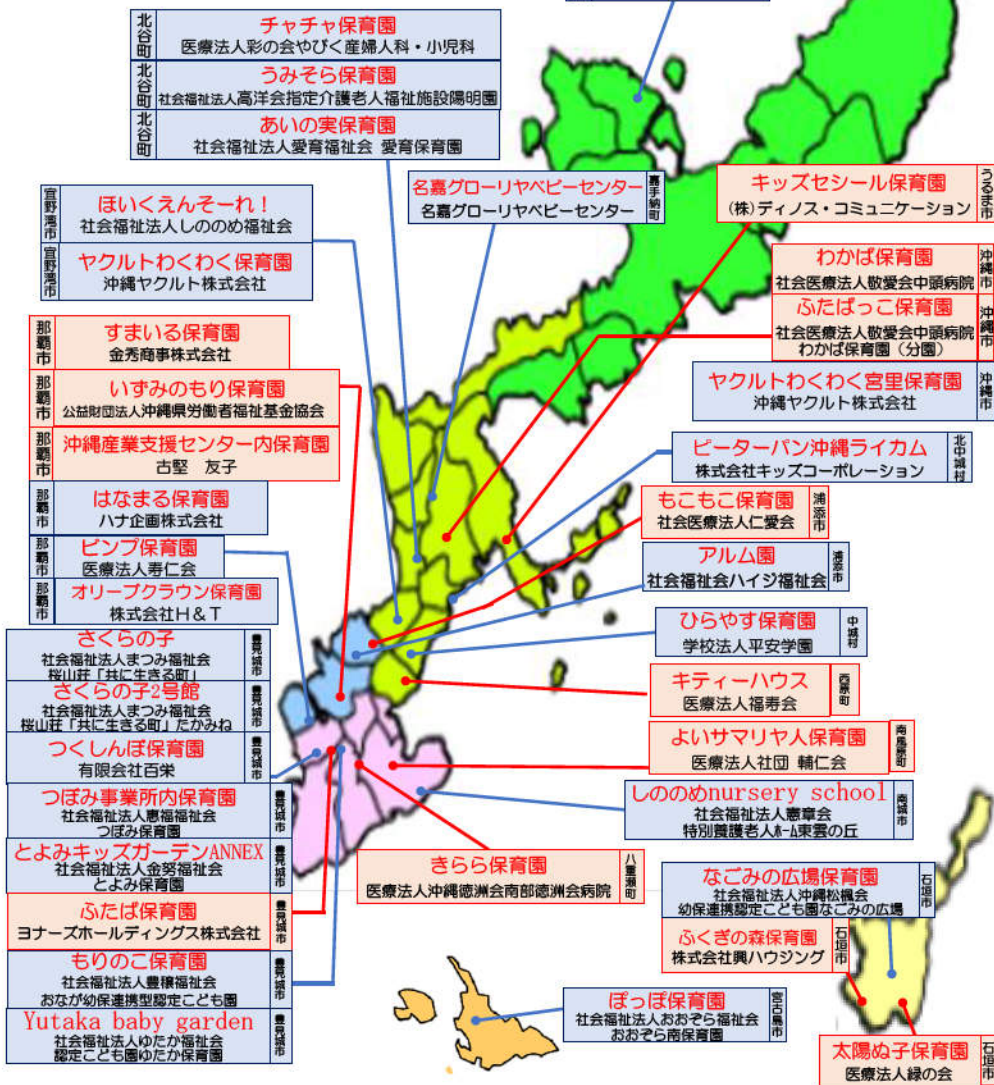 北谷町
チャチャ保育園
医療法人彩の会やびく産婦人科・小児科
北谷町
うみそら保育園
社会福祉法人高洋会指定介護老人福祉施設陽明園
北谷町
あいの実保育園
社会福祉法人愛育福祉会 愛育保育園
宜野湾市
ほいくえんそーれ！
社会福祉法人しののめ福祉会
宜野湾市
ヤクルトわくわく保育園
沖縄ヤクルト株式会社
名嘉グローリヤベビーセンター
名嘉グローリヤベビーセンター
嘉手納町
キッズセシール保育園
(株)ディノス・コミュニケーション
うるま市
わかば保育園
社会医療法人敬愛会中頭病院
沖縄市
ふたばっこ保育園
社会医療法人敬愛会中頭病院
わかば保育園（分園）
沖縄市
ヤクルトわくわく宮里保育園
沖縄ヤクルト株式会社
沖縄市
那覇市
すまいる保育園
金秀商事株式会社
那覇市
いずみのもり保育園
公益財団法人沖縄県労働者福祉基金協会
那覇市
沖縄産業支援センター内保育園
古堅 友子
那覇市
はなまる保育園
ハナ企画株式会社
那覇市
ビンプ保育園
医療法人寿仁会
那覇市
オリーブクラウン保育園
株式会社H＆T
ピーターパン沖縄ライカム
株式会社キッズコーポレーション
北中城村
もこもこ保育園
社会医療法人仁愛会
浦添市
アルム園
社会福祉会ハイジ福祉会
浦添市
ひらやす保育園
学校法人平安学園
中城村
キティーハウス
医療法人福寿会
西原町
よいサマリヤ人保育園
医療法人社団 輔仁会
南風原町
しののめnursery school
社会福祉法人憲章会
特別養護老人ホーム東雲の丘
南城市
さくらの子
社会福祉法人まつみ福祉会
桜山荘「共に生きる町」
豊見城市
さくらの子2号館
社会福祉法人まつみ福祉会
桜山荘「共に生きる町」たかみね
豊見城市
つくしんぼ保育園
有限会社百栄
豊見城市
つぼみ事業所内保育園
社会福祉法人恵福福祉会
つぼみ保育園
豊見城市
とよみキッズガーデンANNEX
社会福祉法人金努福祉会
とよみ保育園
豊見城市
ふたば保育園
ヨナーズホールディングス株式会社
豊見城市
もりのこ保育園
社会福祉法人豊穣福祉会
おなが幼保連携型認定こども園
豊見城市
Yutaka baby garden
社会福祉法人ゆたか福祉会
認定こども園ゆたか保育園
豊見城市
きらら保育園
医療法人沖縄徳洲会南部徳洲会病院
八重瀬町
なごみの広場保育園
社会福祉法人沖縄松楓会
幼保連携認定こども園なごみの広場
石垣市
ふくぎの森保育園
株式会社興ハウジング
石垣市
ぽっぽ保育園
社会福祉法人おおぞら福祉会
おおぞら南保育園
宮古島市
太陽ぬ子保育園
医療法人緑の会
石垣市